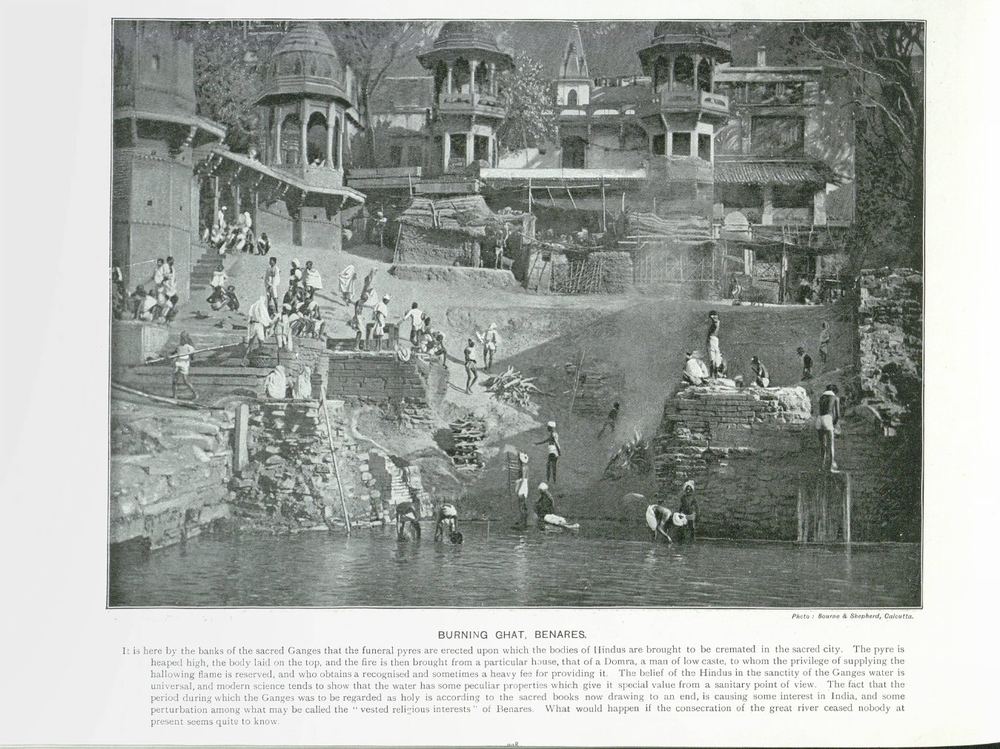 Photo : Bourne & Shepherd, Calcutta.
BURNING GHAT, BENARES.
It is here by the banks of the sacred Ganges that the funeral pyres are erected upon which the bodies of Hindus are brought to be cremated in the sacred city. The pyre is
heaped high, the body laid on the top, and the fire is then brought from a particular house, that of a Domra, a man of low caste, to whom the privilege of supplying the
hallowing flame is reserved, and who obtains a recognised and sometimes a heavy fee for providing it. The belief of the Hindus in the sanctity of the Ganges water is
universal, and modern science tends to show that the water has some peculiar properties which give it special value from a sanitary point of view. The fact that the
period during which the Ganges was to be regarded as holy is according to the sacred books now drawing to an end, is causing some interest in India, and some
perturbation among what may be called the "vested religious interests" of Benares. What would happen if the consecration of the great river ceased nobody at
present seems quite to know.